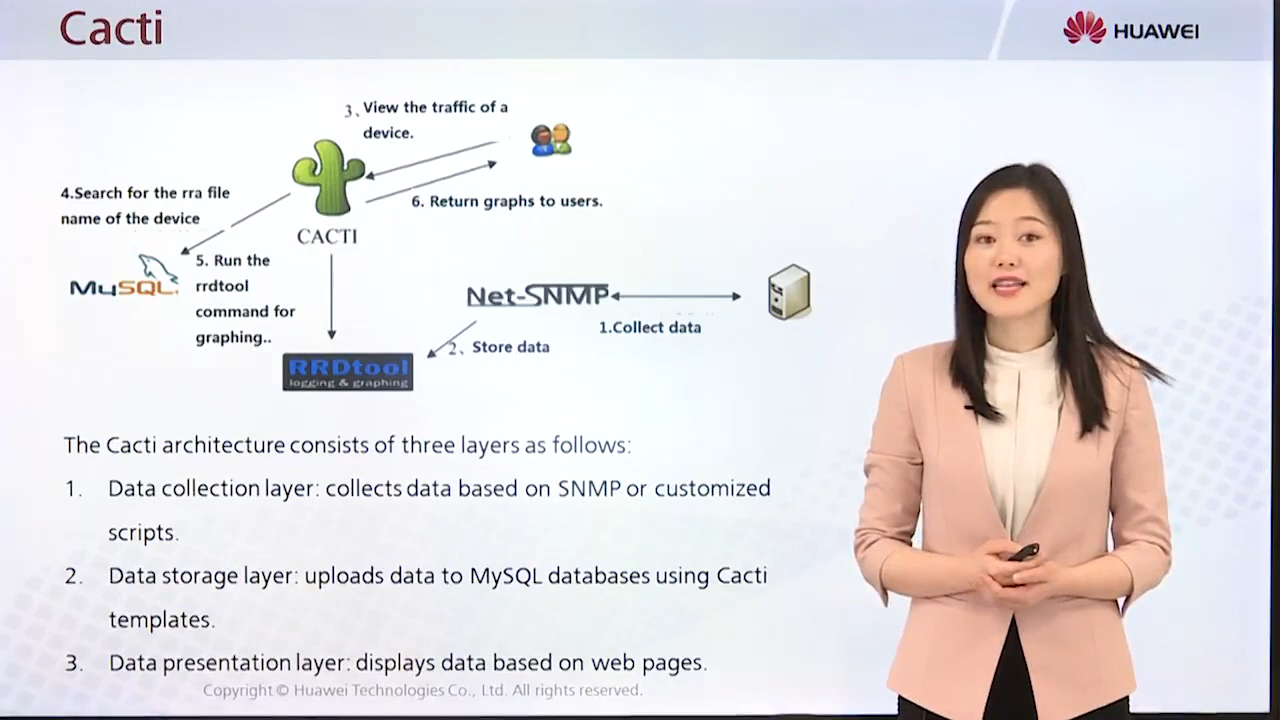 Cacti
HUAWEI
3、View the traffic of a
device.
4.Search for the rra file
name of the device
6. Return graphs to users.
CACTI
5. Run the
rrdtool
command for
graphing..
MySQL.
Net-SNMP
1.Collect data
2、Store data
RRDtool
logging & graphing
The Cacti architecture consists of three layers as follows:
1. Data collection layer: collects data based on SNMP or customized
scripts.
2. Data storage layer: uploads data to MySQL databases using Cacti
templates.
3. Data presentation layer: displays data based on web pages.
Copyright © Huawei Technologies Co., Ltd. All rights reserved.